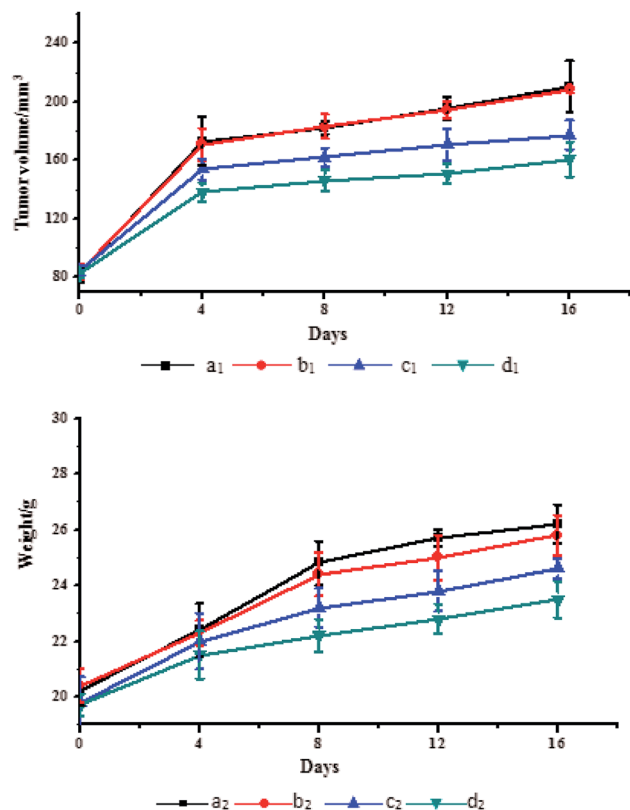 Tumor volume/mm³
240
200
160
120
80
0 4 8 12 16
Days
a₁ b₁ c₁ d₁
Weight/g
30
28
26
24
22
20
0 4 8 12 16
Days
a₂ b₂ c₂ d₂